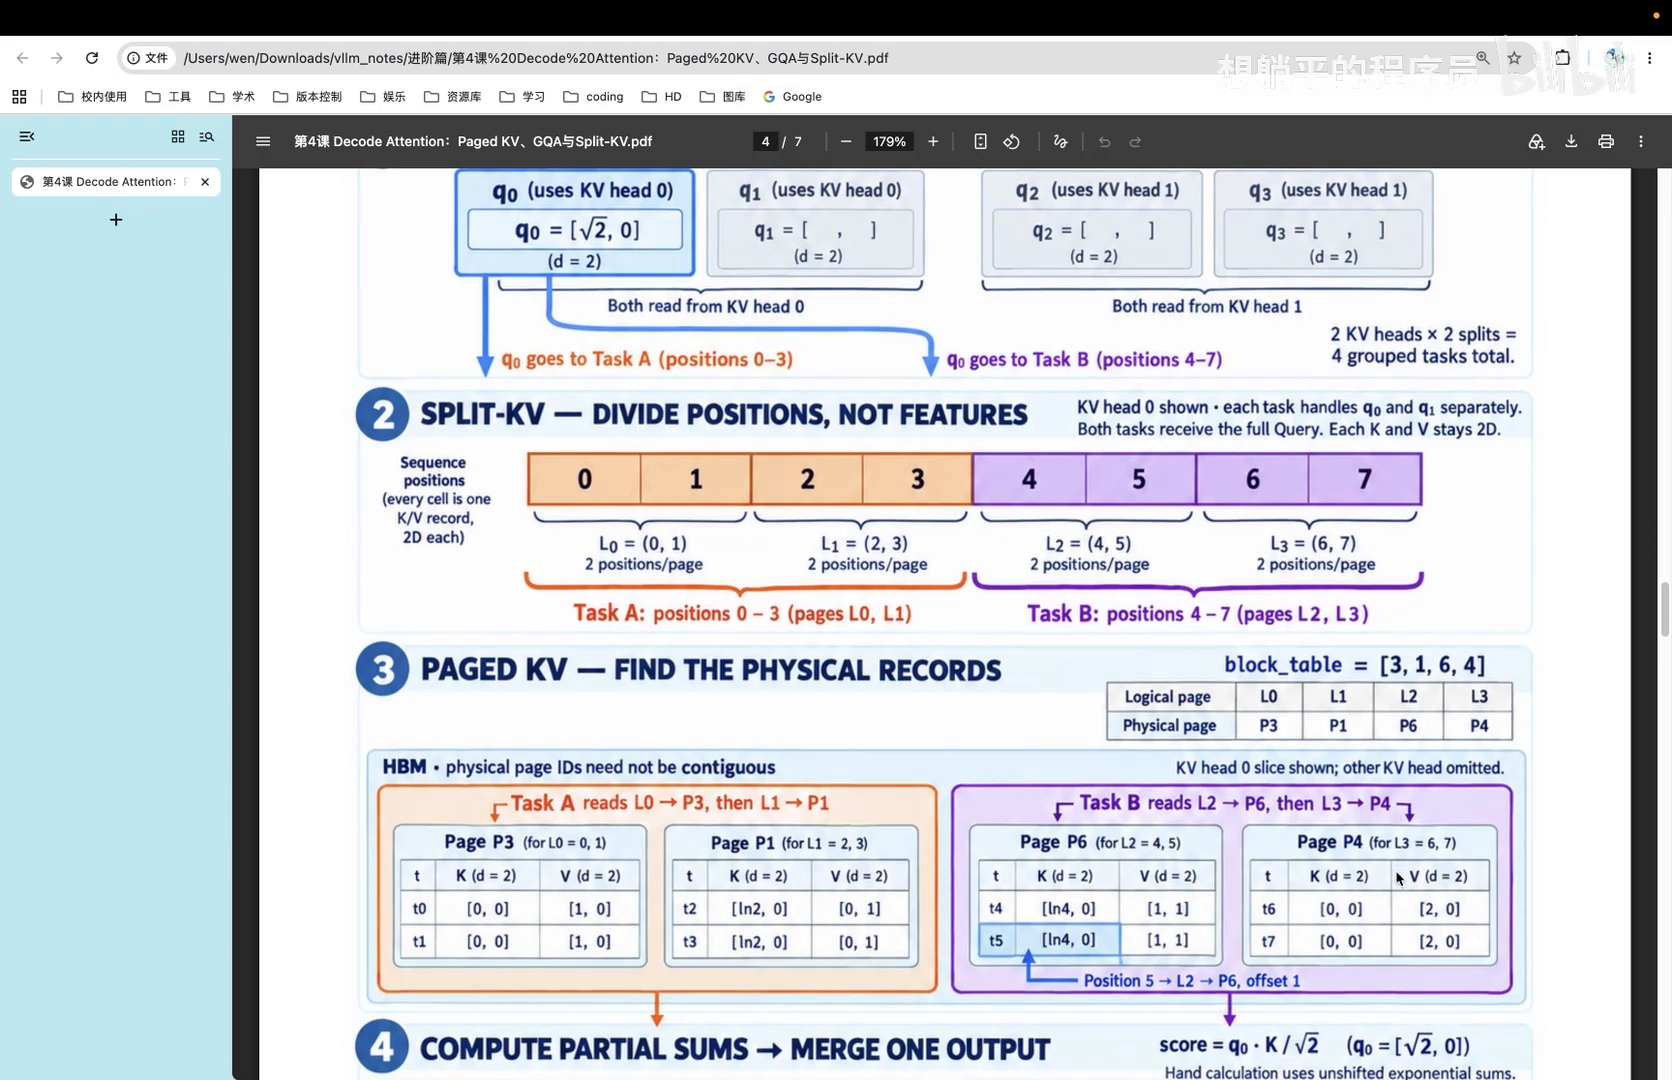 文件
/Users/wen/Downloads/vllm_notes/进阶篇/第4课%20Decode%20Attention：Paged%20KV、GQA与Split-KV.pdf
想躺平的程序员
bilibili
校内使用
工具
学术
版本控制
娱乐
资源库
学习
coding
HD
图库
Google
第4课 Decode Attention：
第4课 Decode Attention：Paged KV、GQA与Split-KV.pdf
4 / 7
179%
q₀ (uses KV head 0)
q₀ = [√2, 0]
(d = 2)
q₁ (uses KV head 0)
q₁ = [ , ]
(d = 2)
q₂ (uses KV head 1)
q₂ = [ , ]
(d = 2)
q₃ (uses KV head 1)
q₃ = [ , ]
(d = 2)
Both read from KV head 0
Both read from KV head 1
2 KV heads × 2 splits =
4 grouped tasks total.
q₀ goes to Task A (positions 0–3)
q₀ goes to Task B (positions 4–7)
2
SPLIT-KV — DIVIDE POSITIONS, NOT FEATURES
KV head 0 shown · each task handles q₀ and q₁ separately.
Both tasks receive the full Query. Each K and V stays 2D.
Sequence
positions
(every cell is one
K/V record,
2D each)
0 1 2 3 4 5 6 7
L₀ = (0, 1)
2 positions/page
L₁ = (2, 3)
2 positions/page
L₂ = (4, 5)
2 positions/page
L₃ = (6, 7)
2 positions/page
Task A: positions 0 – 3 (pages L0, L1)
Task B: positions 4 – 7 (pages L2, L3)
3
PAGED KV — FIND THE PHYSICAL RECORDS
block_table = [3, 1, 6, 4]
Logical page L0 L1 L2 L3
Physical page P3 P1 P6 P4
HBM · physical page IDs need not be contiguous
KV head 0 slice shown; other KV head omitted.
Task A reads L0 → P3, then L1 → P1
Page P3 (for L0 = 0, 1)
t K (d = 2) V (d = 2)
t0 [0, 0] [1, 0]
t1 [0, 0] [1, 0]
Page P1 (for L1 = 2, 3)
t K (d = 2) V (d = 2)
t2 [ln2, 0] [0, 1]
t3 [ln2, 0] [0, 1]
Task B reads L2 → P6, then L3 → P4
Page P6 (for L2 = 4, 5)
t K (d = 2) V (d = 2)
t4 [ln4, 0] [1, 1]
t5 [ln4, 0] [1, 1]
Page P4 (for L3 = 6, 7)
t K (d = 2) V (d = 2)
t6 [0, 0] [2, 0]
t7 [0, 0] [2, 0]
Position 5 → L2 → P6, offset 1
4
COMPUTE PARTIAL SUMS → MERGE ONE OUTPUT
score = q₀ · K / √2 (q₀ = [√2, 0])
Hand calculation uses unshifted exponential sums.